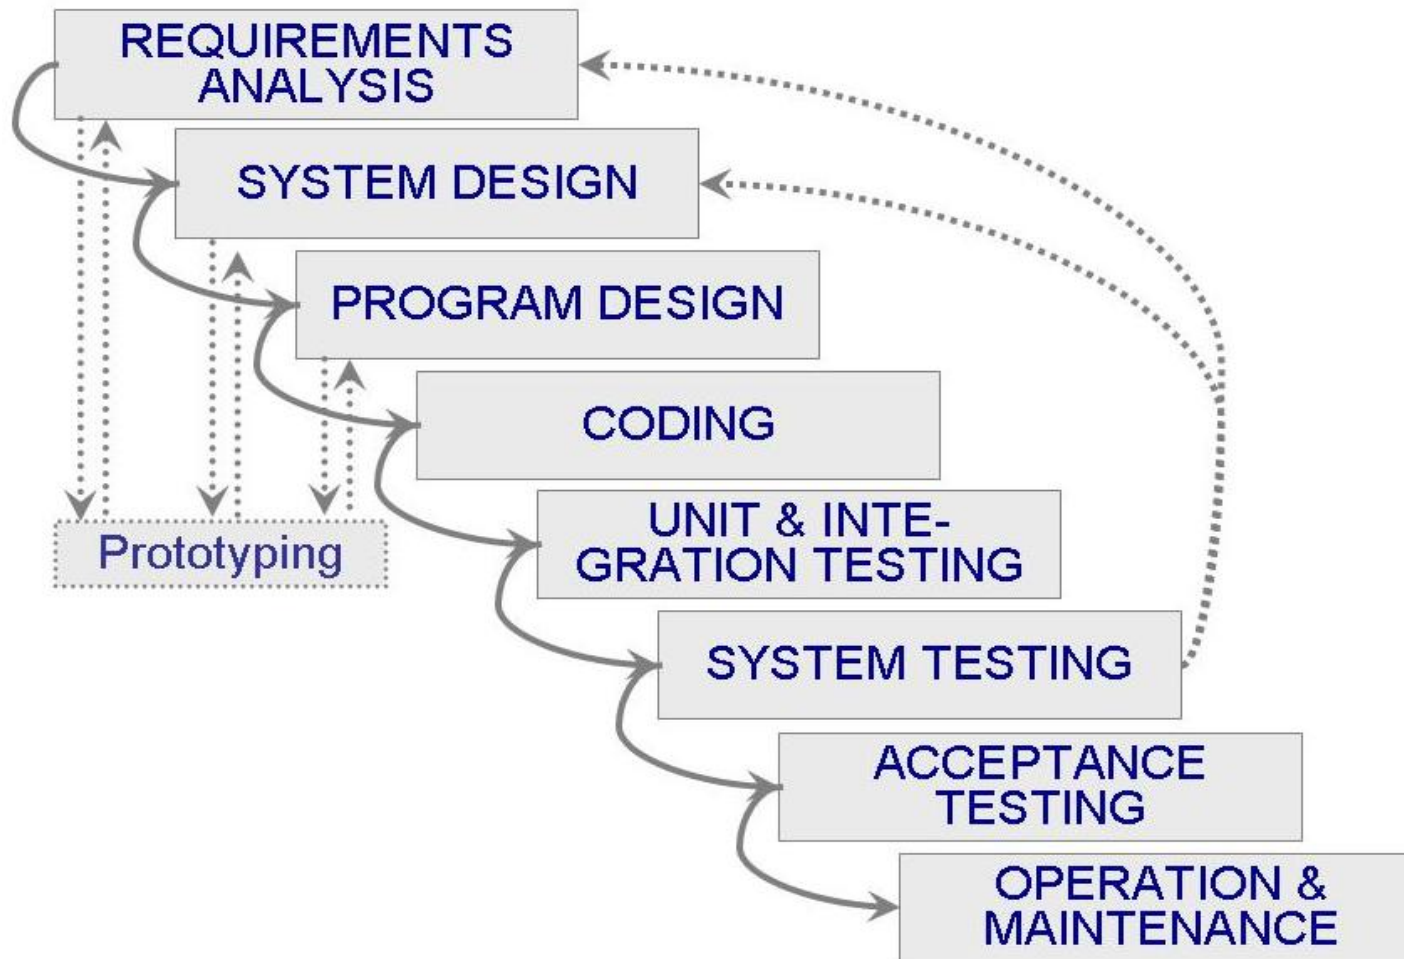 REQUIREMENTS
ANALYSIS
SYSTEM DESIGN
PROGRAM DESIGN
CODING
UNIT & INTE-
GRATION TESTING
Prototyping
SYSTEM TESTING
ACCEPTANCE
TESTING
OPERATION &
MAINTENANCE